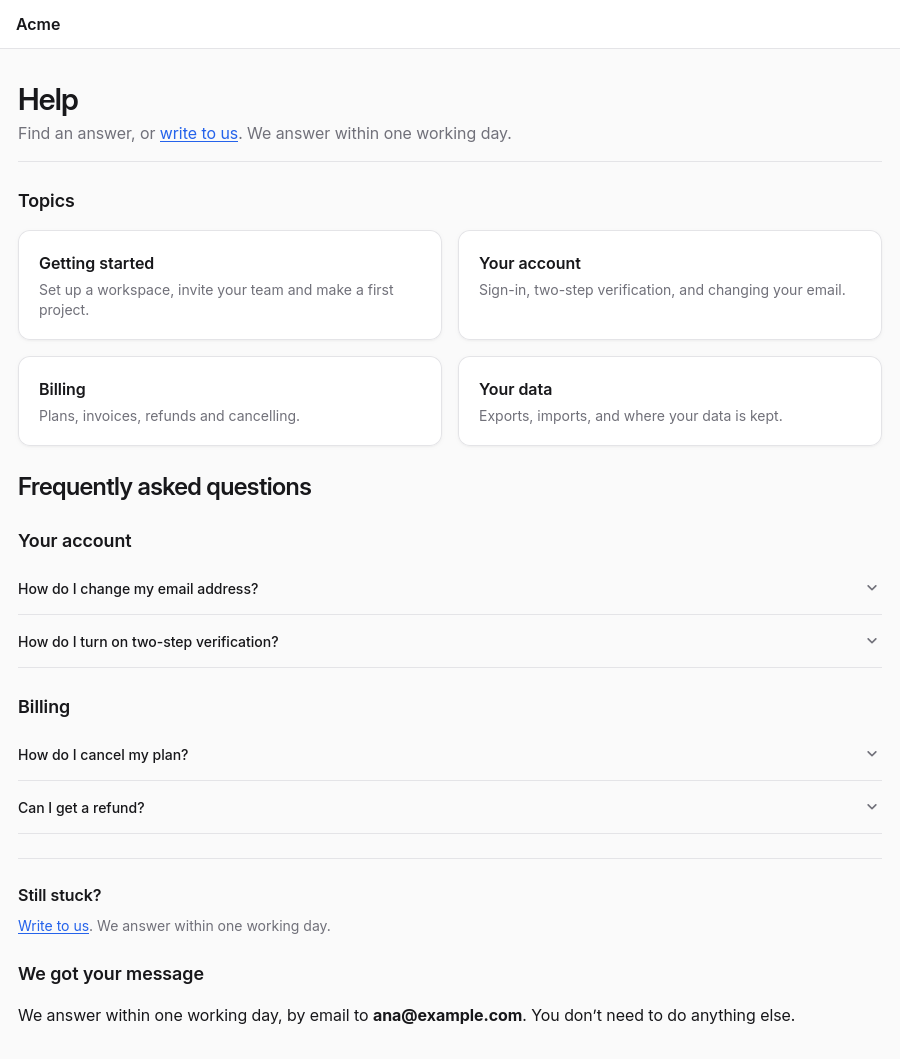 Acme
Help
Find an answer, or write to us. We answer within one working day.
Topics
Getting started
Set up a workspace, invite your team and make a first
project.
Your account
Sign-in, two-step verification, and changing your email.
Billing
Plans, invoices, refunds and cancelling.
Your data
Exports, imports, and where your data is kept.
Frequently asked questions
Your account
How do I change my email address?
How do I turn on two-step verification?
Billing
How do I cancel my plan?
Can I get a refund?
Still stuck?
Write to us. We answer within one working day.
We got your message
We answer within one working day, by email to ana@example.com. You don’t need to do anything else.